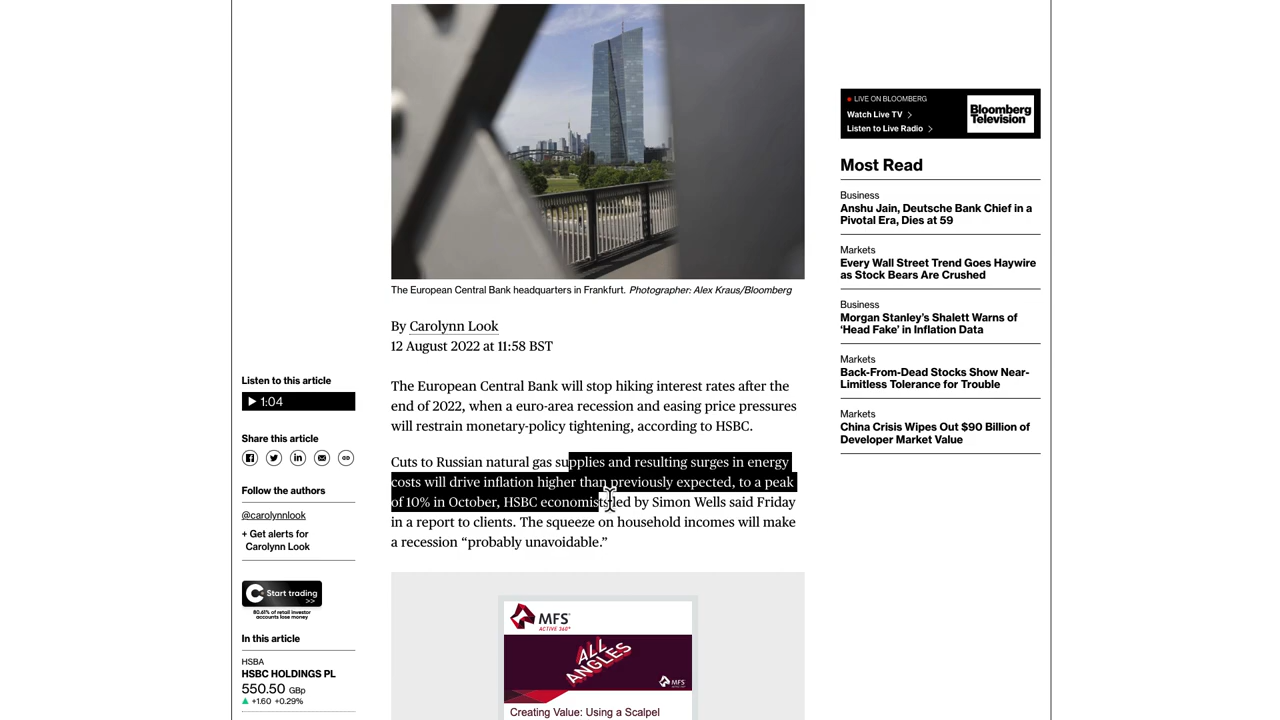 The European Central Bank headquarters in Frankfurt. Photographer: Alex Kraus/Bloomberg
By Carolynn Look
12 August 2022 at 11:58 BST
Listen to this article
1:04
Share this article
Follow the authors
@carolynnlook
+ Get alerts for
Carolynn Look
Start trading
>>
80.61% of retail investor
accounts lose money
In this article
HSBA
HSBC HOLDINGS PL
550.50 GBp
+1.60 +0.29%
The European Central Bank will stop hiking interest rates after the
end of 2022, when a euro-area recession and easing price pressures
will restrain monetary-policy tightening, according to HSBC.
Cuts to Russian natural gas supplies and resulting surges in energy
costs will drive inflation higher than previously expected, to a peak
of 10% in October, HSBC economists led by Simon Wells said Friday
in a report to clients. The squeeze on household incomes will make
a recession “probably unavoidable.”
MFS
ACTIVE 360°
ALL
ANGLES
MFS
Creating Value: Using a Scalpel
LIVE ON BLOOMBERG
Watch Live TV
Listen to Live Radio
Bloomberg
Television
Most Read
Business
Anshu Jain, Deutsche Bank Chief in a
Pivotal Era, Dies at 59
Markets
Every Wall Street Trend Goes Haywire
as Stock Bears Are Crushed
Business
Morgan Stanley’s Shalett Warns of
‘Head Fake’ in Inflation Data
Markets
Back-From-Dead Stocks Show Near-
Limitless Tolerance for Trouble
Markets
China Crisis Wipes Out $90 Billion of
Developer Market Value